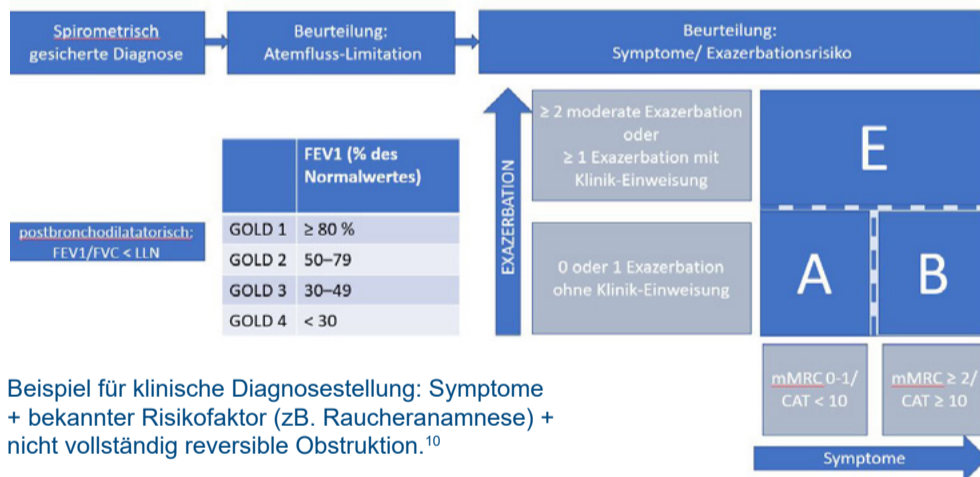 Spirometrisch
gesicherte Diagnose
Beurteilung:
Atemfluss-Limitation
Beurteilung:
Symptome/ Exazerbationsrisiko
postbronchodilatatorisch:
FEV1/FVC < LLN
FEV1 (% des
Normalwertes)
GOLD 1 ≥ 80 %
GOLD 2 50–79
GOLD 3 30–49
GOLD 4 < 30
EXAZERBATION
≥ 2 moderate Exazerbation
oder
≥ 1 Exazerbation mit
Klinik-Einweisung
E
0 oder 1 Exazerbation
ohne Klinik-Einweisung
A
B
mMRC 0-1/
CAT < 10
mMRC ≥ 2/
CAT ≥ 10
Symptome
Beispiel für klinische Diagnosestellung: Symptome
+ bekannter Risikofaktor (zB. Raucheranamnese) +
nicht vollständig reversible Obstruktion.¹⁰